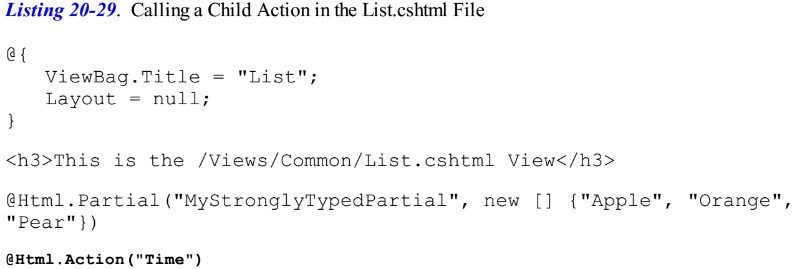 Listing 20-29. Calling a Child Action in the List.cshtml File
@{
    ViewBag.Title = "List";
    Layout = null;
}
<h3>This is the /Views/Common/List.cshtml View</h3>
@Html.Partial("MyStronglyTypedPartial", new [] {"Apple", "Orange",
"Pear"})
@Html.Action("Time")